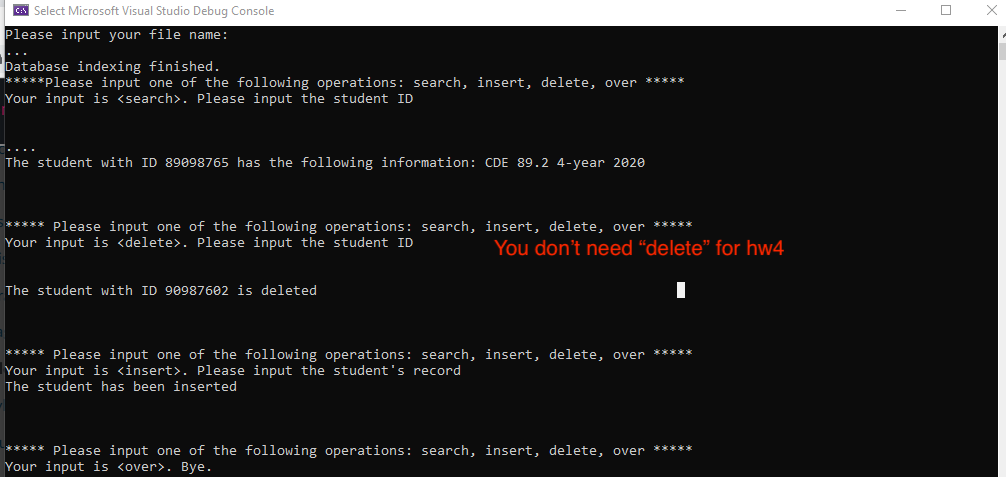 Select Microsoft Visual Studio Debug Console
Please input your file name:
...
Database indexing finished.
*****Please input one of the following operations: search, insert, delete, over *****
Your input is <search>. Please input the student ID
....
The student with ID 89098765 has the following information: CDE 89.2 4-year 2020
***** Please input one of the following operations: search, insert, delete, over *****
Your input is <delete>. Please input the student ID
You don’t need “delete” for hw4
The student with ID 90987602 is deleted
***** Please input one of the following operations: search, insert, delete, over *****
Your input is <insert>. Please input the student's record
The student has been inserted
***** Please input one of the following operations: search, insert, delete, over *****
Your input is <over>. Bye.